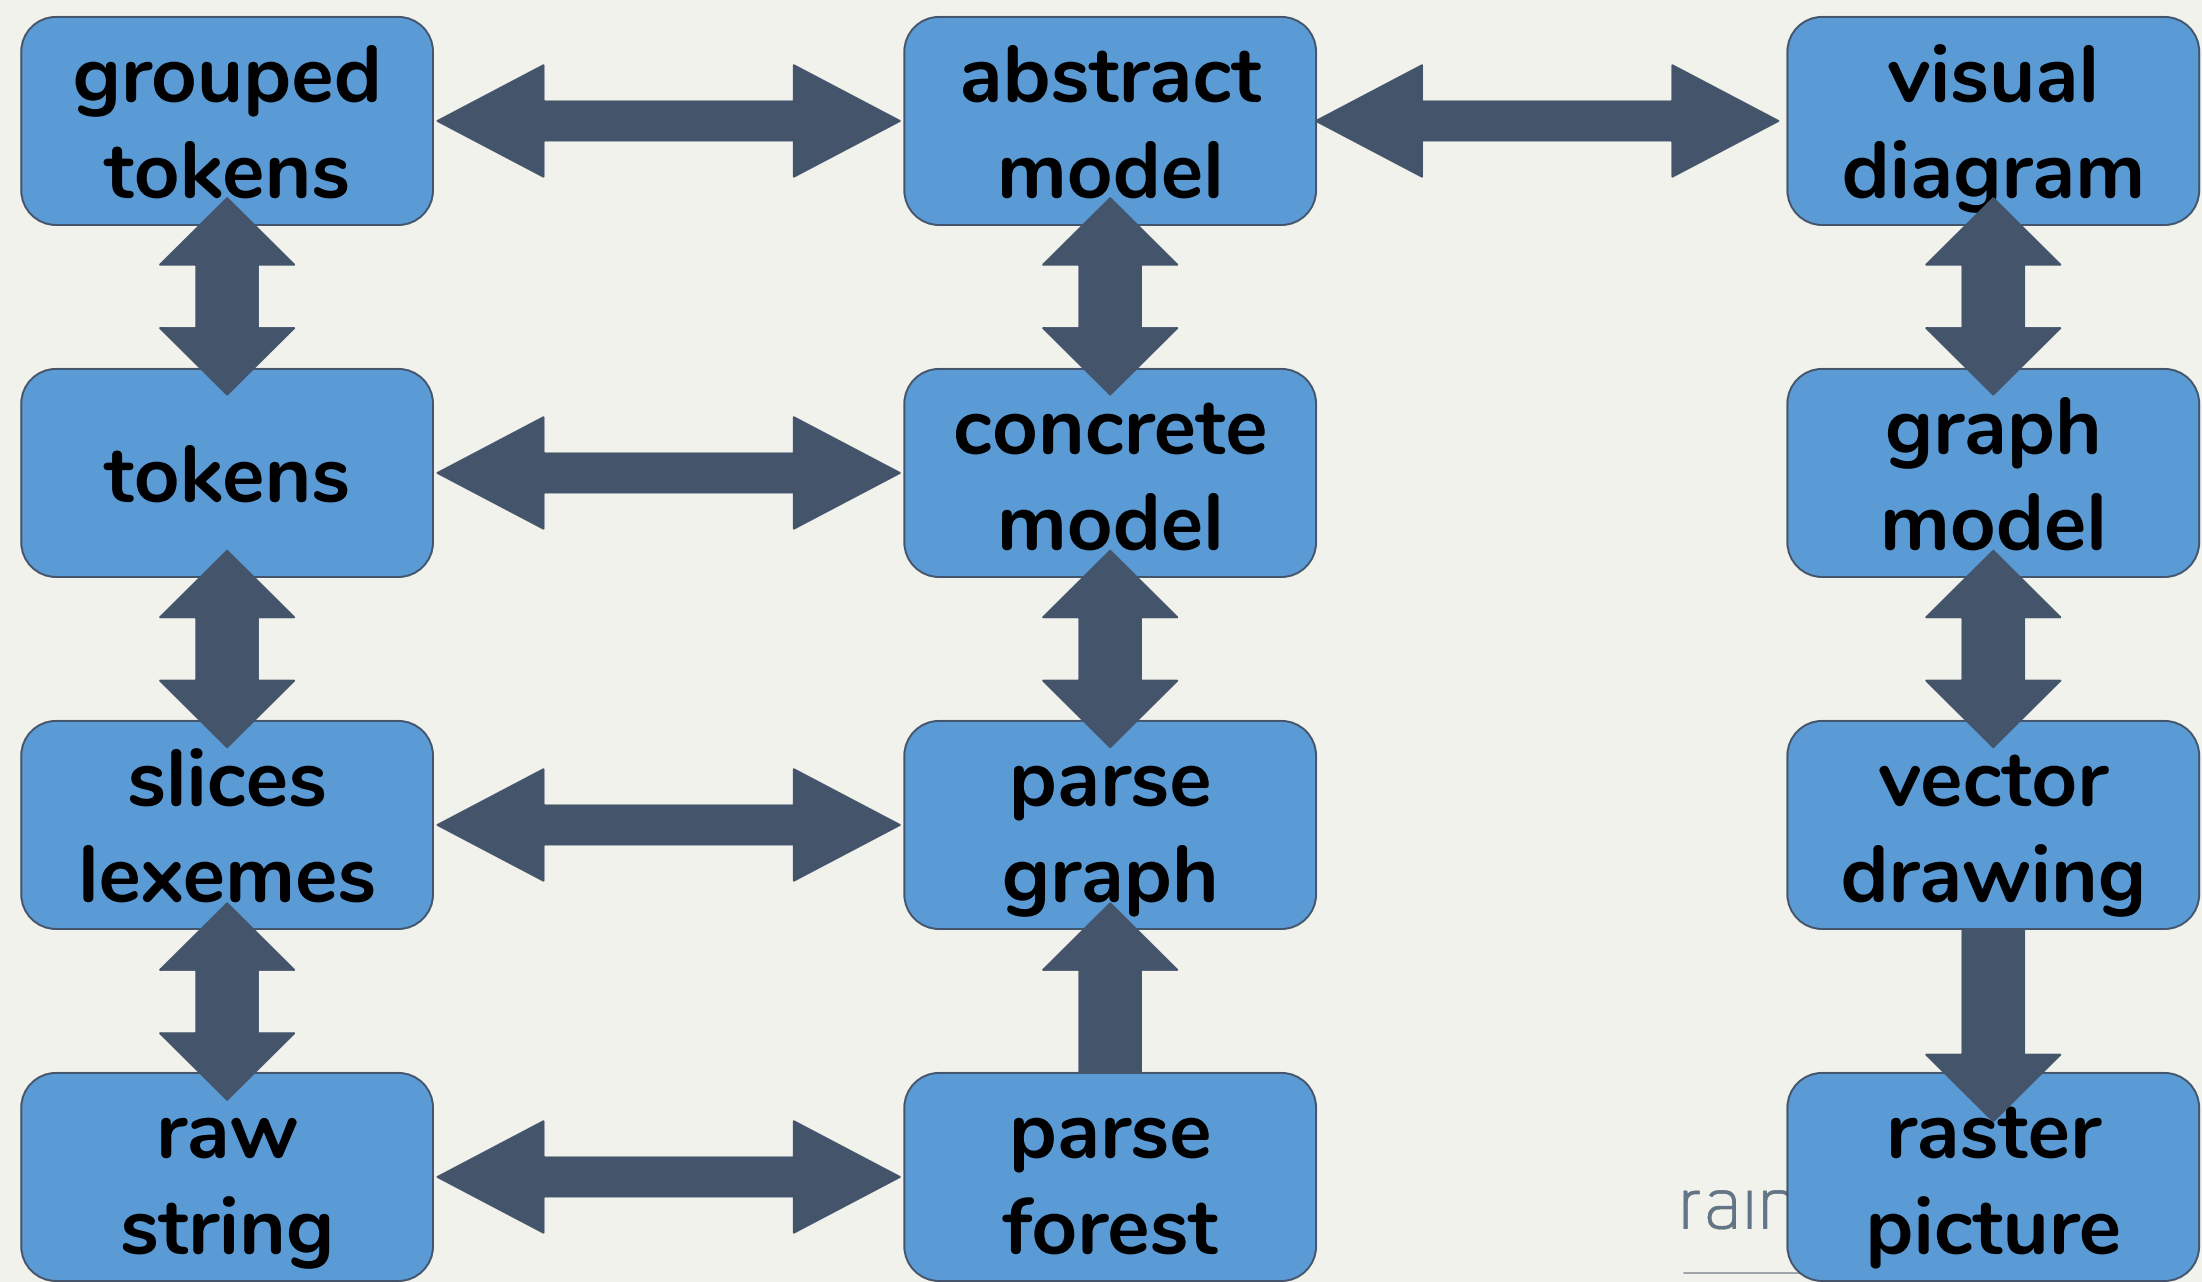 grouped
tokens
abstract
model
visual
diagram
tokens
concrete
model
graph
model
slices
lexemes
parse
graph
vector
drawing
raw
string
parse
forest
raster
picture